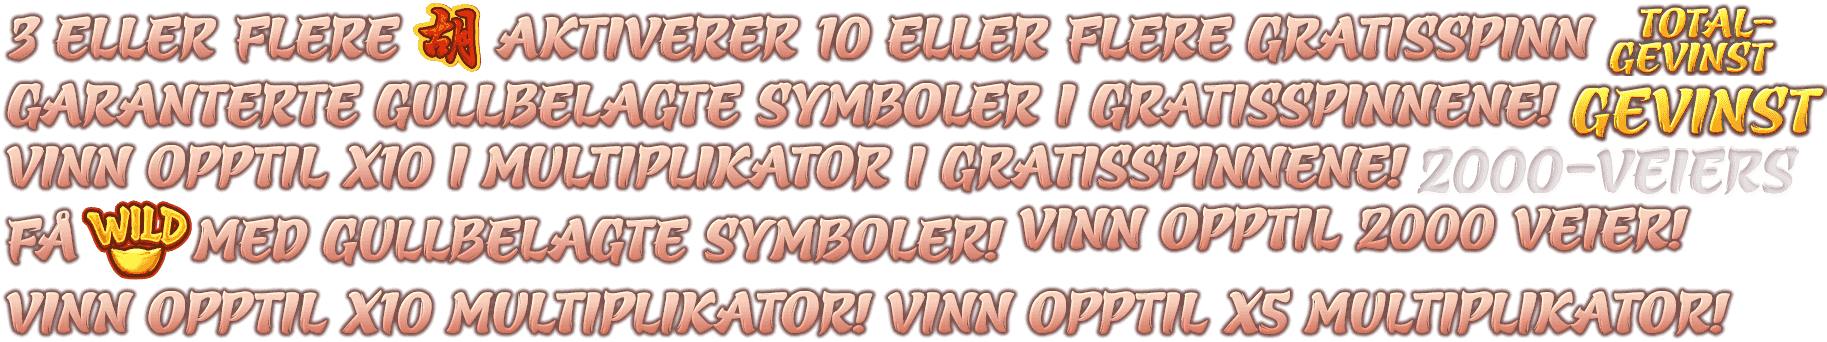 3 ELLER FLERE 胡 AKTIVERER 10 ELLER FLERE GRATISSPINN
TOTAL-
GEVINST
GARANTERTE GULLBELAGTE SYMBOLER I GRATISSPINNENE!
GEVINST
VINN OPPTIL X10 I MULTIPLIKATOR I GRATISSPINNENE!
2000-VEIERS
FÅ WILD MED GULLBELAGTE SYMBOLER!
VINN OPPTIL 2000 VEIER!
VINN OPPTIL X10 MULTIPLIKATOR!
VINN OPPTIL X5 MULTIPLIKATOR!